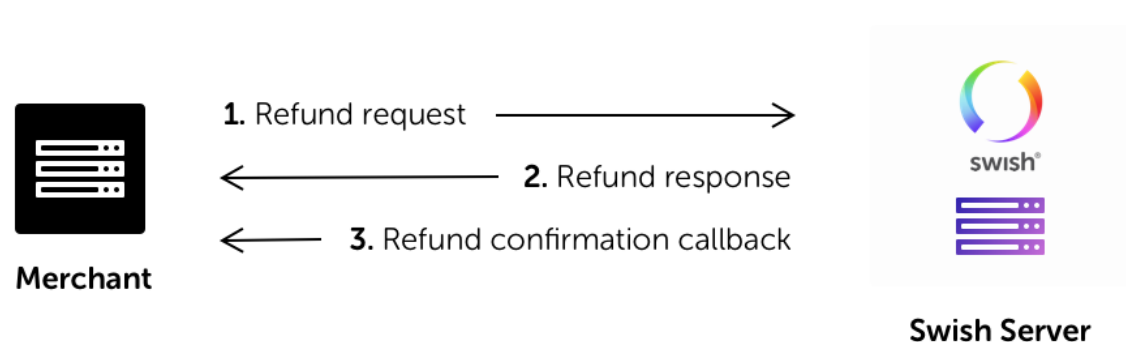 1. Refund request
swish®
2. Refund response
3. Refund confirmation callback
Merchant
Swish Server